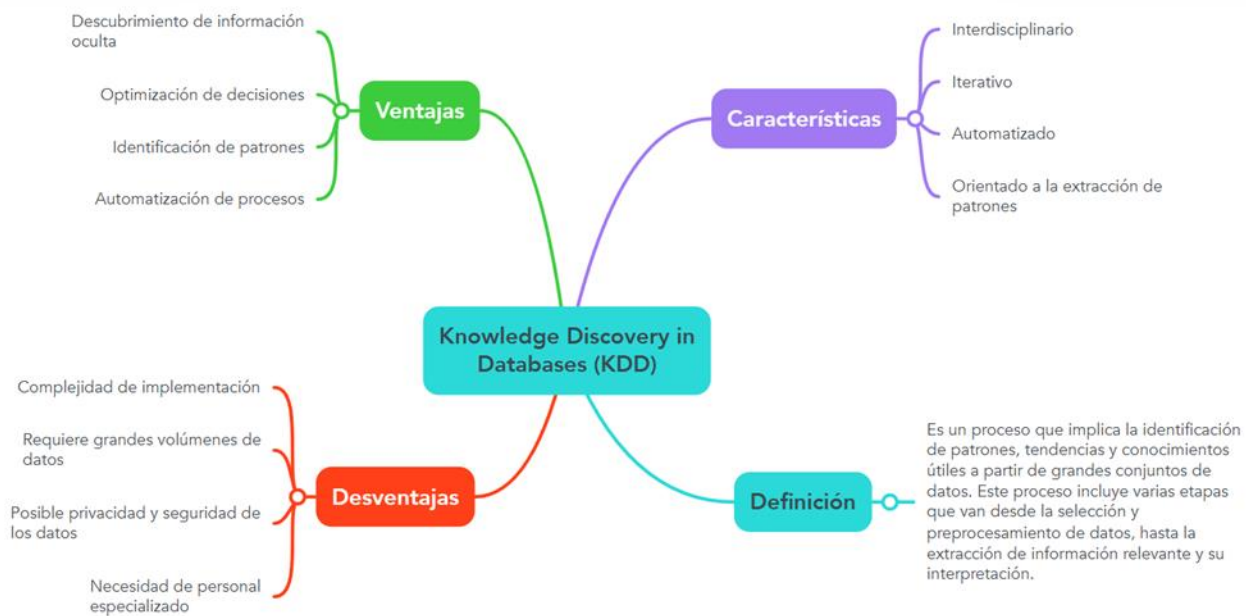 Descubrimiento de información
oculta
Optimización de decisiones
Identificación de patrones
Automatización de procesos
Ventajas
Características
Interdisciplinario
Iterativo
Automatizado
Orientado a la extracción de
patrones
Knowledge Discovery in
Databases (KDD)
Complejidad de implementación
Requiere grandes volúmenes de
datos
Posible privacidad y seguridad de
los datos
Necesidad de personal
especializado
Desventajas
Definición
Es un proceso que implica la identificación
de patrones, tendencias y conocimientos
útiles a partir de grandes conjuntos de
datos. Este proceso incluye varias etapas
que van desde la selección y
preprocesamiento de datos, hasta la
extracción de información relevante y su
interpretación.